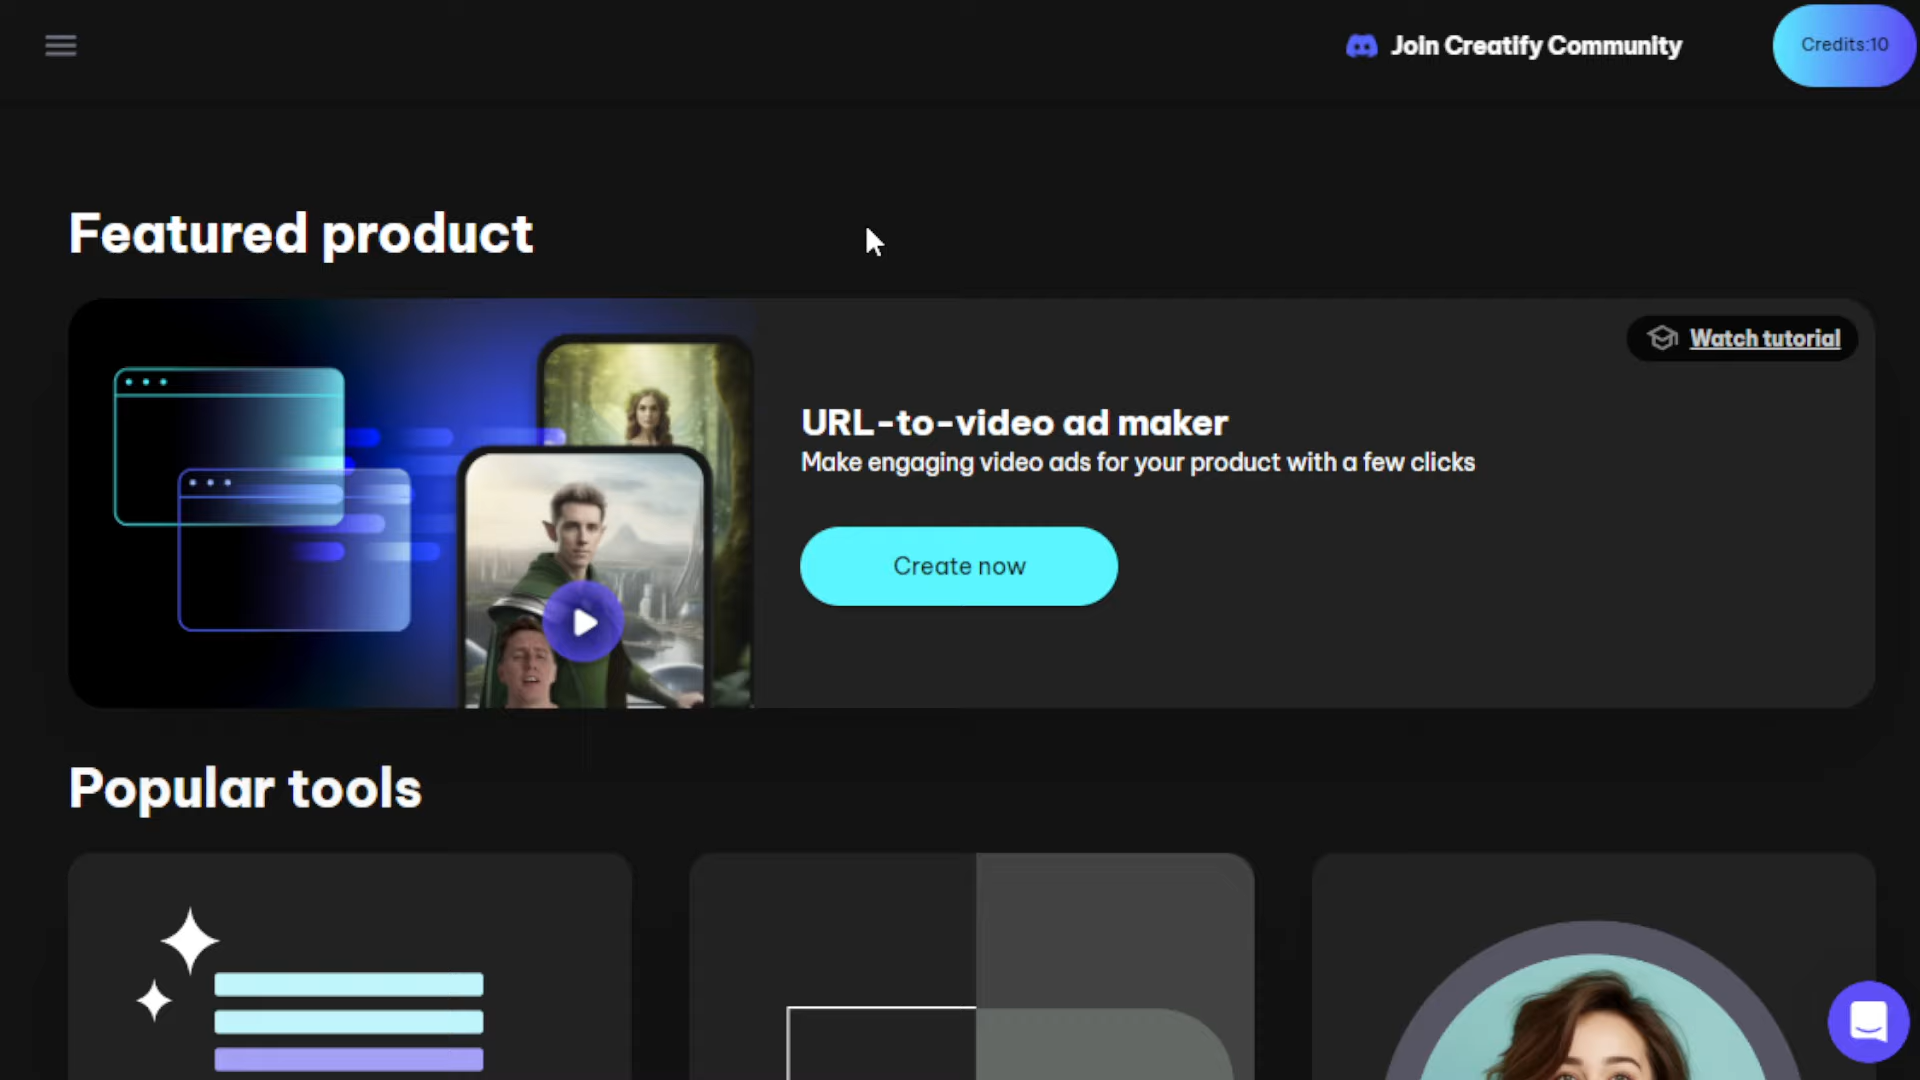 Join Creatify Community
Credits:10
Featured product
Watch tutorial
URL-to-video ad maker
Make engaging video ads for your product with a few clicks
Create now
Popular tools